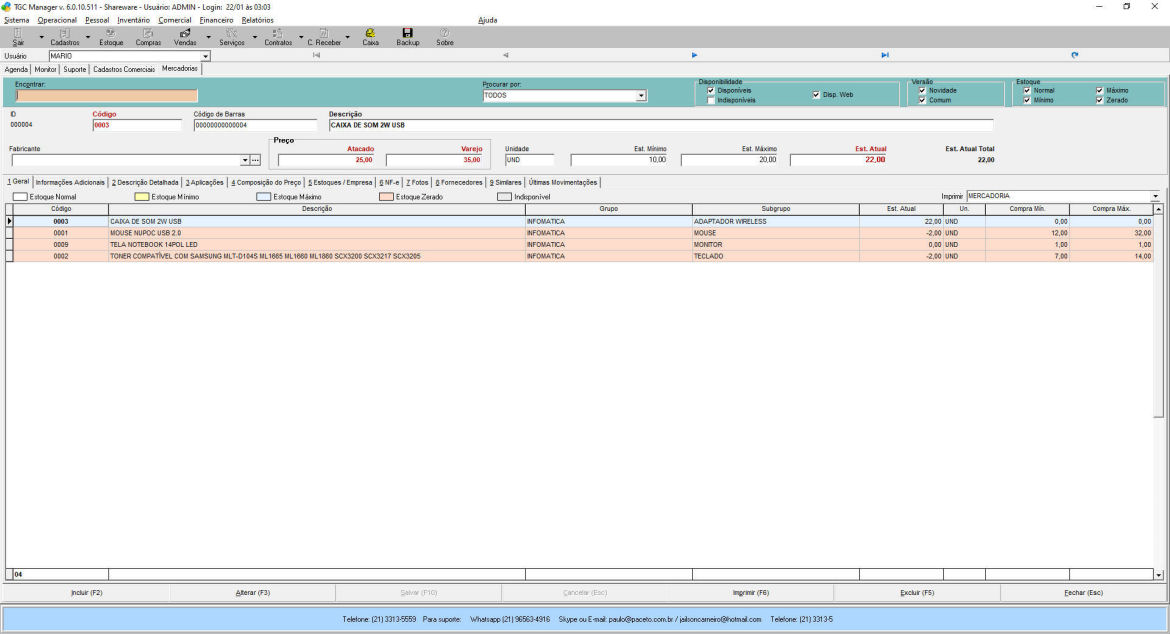 TGC Manager v. 6.0.10.511 - Shareware - Usuário: ADMIN - Login: 22/01 às 03:03
Sistema Operacional Pessoal Inventário Comercial Financeiro Relatórios Ajuda
Sair Cadastros Estoque Compras Vendas Serviços Contratos C. Receber Caixa Backup Sobre
Usuário MARIO
Agenda Monitor Suporte Cadastros Comerciais Mercadorias
Encontrar: Procurar por: Disponibilidade Versão Estoque
TODOS Disponíveis Disp. Web Novidade Normal Máximo
Indisponíveis Comum Mínimo Zerado
ID Código Código de Barras Descrição
000004 0003 00000000000004 CAIXA DE SOM 2W USB
Preço
Fabricante Atacado Varejo Unidade Est. Mínimo Est. Máximo Est. Atual Est. Atual Total
25,00 35,00 UND 10,00 20,00 22,00 22,00
1 Geral Informações Adicionais 2 Descrição Detalhada 3 Aplicações 4 Composição do Preço 5 Estoques / Empresa 6 NF-e 7 Fotos 8 Fornecedores 9 Similares Últimas Movimentações
Estoque Normal Estoque Mínimo Estoque Máximo Estoque Zerado Indisponível Imprimir MERCADORIA
Código Descrição Grupo Subgrupo Est. Atual Un. Compra Mín. Compra Máx.
0003 CAIXA DE SOM 2W USB INFOMATICA ADAPTADOR WIRELESS 22,00 UND 0,00 0,00
0001 MOUSE NUPOC USB 2.0 INFOMATICA MOUSE -2,00 UND 12,00 32,00
0009 TELA NOTEBOOK 14POL LED INFOMATICA MONITOR 0,00 UND 1,00 1,00
0002 TONER COMPATÍVEL COM SAMSUNG MLT-D104S ML1665 ML1660 ML1860 SCX3200 SCX3217 SCX3205 INFOMATICA TECLADO -2,00 UND 7,00 14,00
04
Incluir (F2) Alterar (F3) Salvar (F10) Cancelar (Esc) Imprimir (F6) Excluir (F5) Fechar (Esc)
Telefone: (21) 3313-5559 Para suporte: Whatsapp (21) 96563-4916 Skype ou E-mail: paulo@paceto.com.br / jailsoncarneiro@hotmail.com Telefone: (21) 3313-5